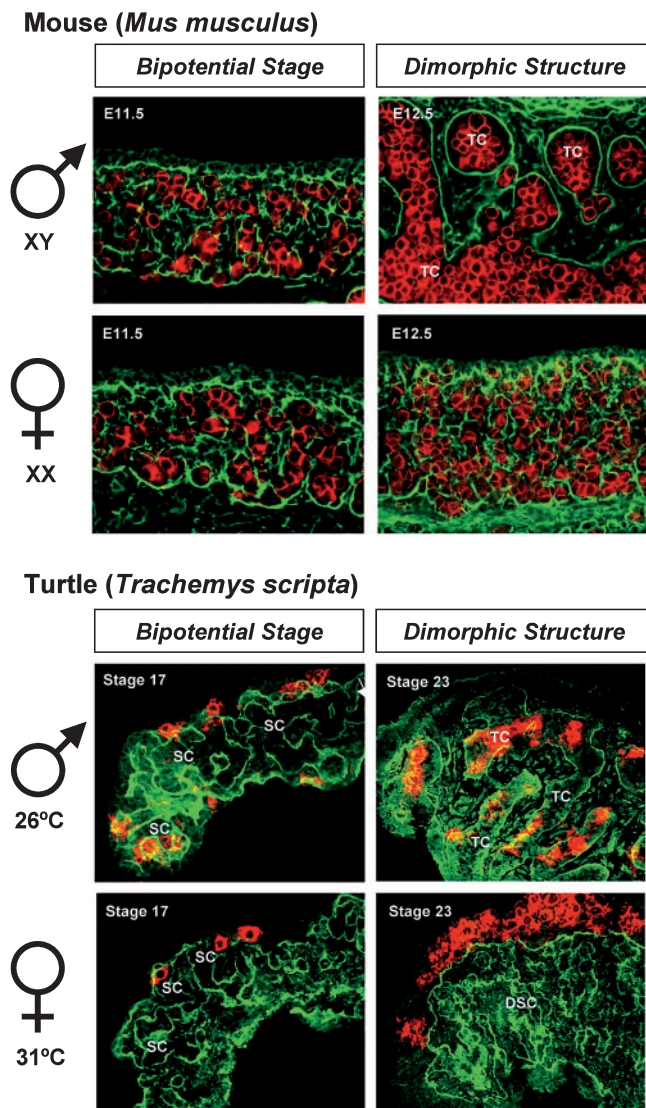 Mouse (Mus musculus)
Bipotential Stage
Dimorphic Structure
XY
E11.5
E12.5
TC
TC
TC
XX
E11.5
E12.5
Turtle (Trachemys scripta)
Bipotential Stage
Dimorphic Structure
26ºC
Stage 17
SC
SC
SC
Stage 23
TC
TC
TC
31ºC
Stage 17
SC
SC
SC
Stage 23
DSC